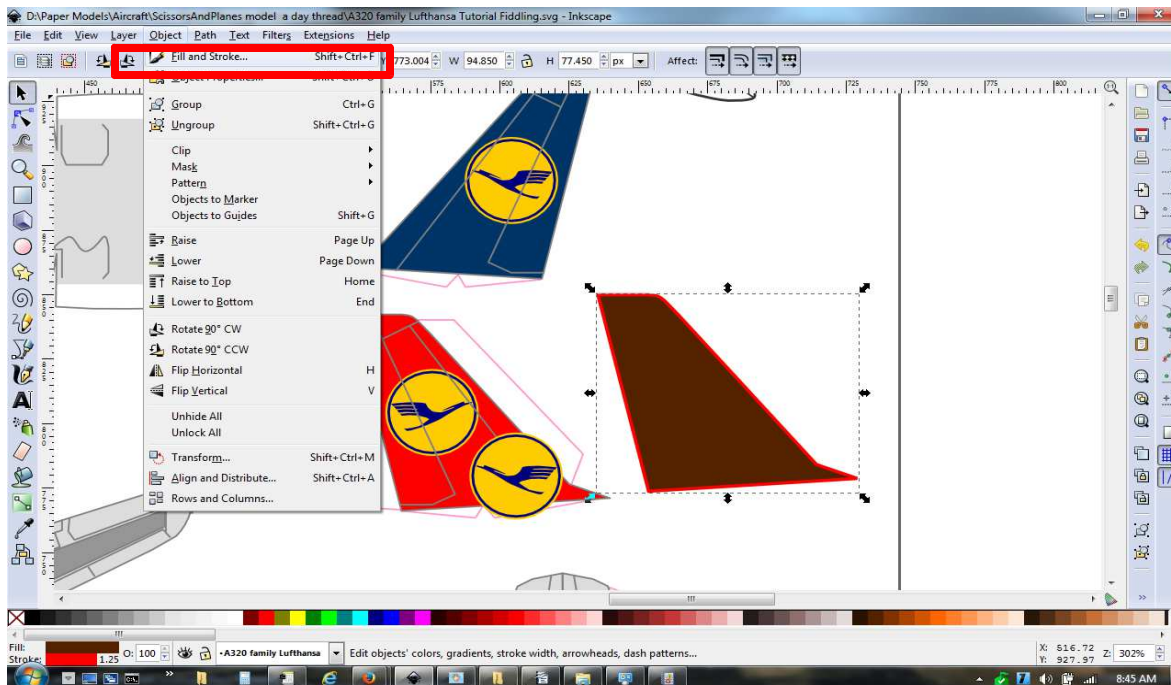 D:\Paper Models\Aircraft\ScissorsAndPlanes model a day thread\A320 family Lufthansa Tutorial Fiddling.svg - Inkscape
File Edit View Layer Object Path Text Filters Extensions Help
773.004 W 94.850 H 77.450 px Affect:
Fill and Stroke... Shift+Ctrl+F
Group Ctrl+G
Ungroup Shift+Ctrl+G
Clip
Mask
Pattern
Objects to Marker
Objects to Guides Shift+G
Raise Page Up
Lower Page Down
Raise to Top Home
Lower to Bottom End
Rotate 90° CW
Rotate 90° CCW
Flip Horizontal H
Flip Vertical V
Unhide All
Unlock All
Transform... Shift+Ctrl+M
Align and Distribute... Shift+Ctrl+A
Rows and Columns...
Fill:
Stroke: 1.25 O: 100 •A320 family Lufthansa Edit objects' colors, gradients, stroke width, arrowheads, dash patterns... X: 516.72 Y: 927.97 Z: 302%
8:45 AM